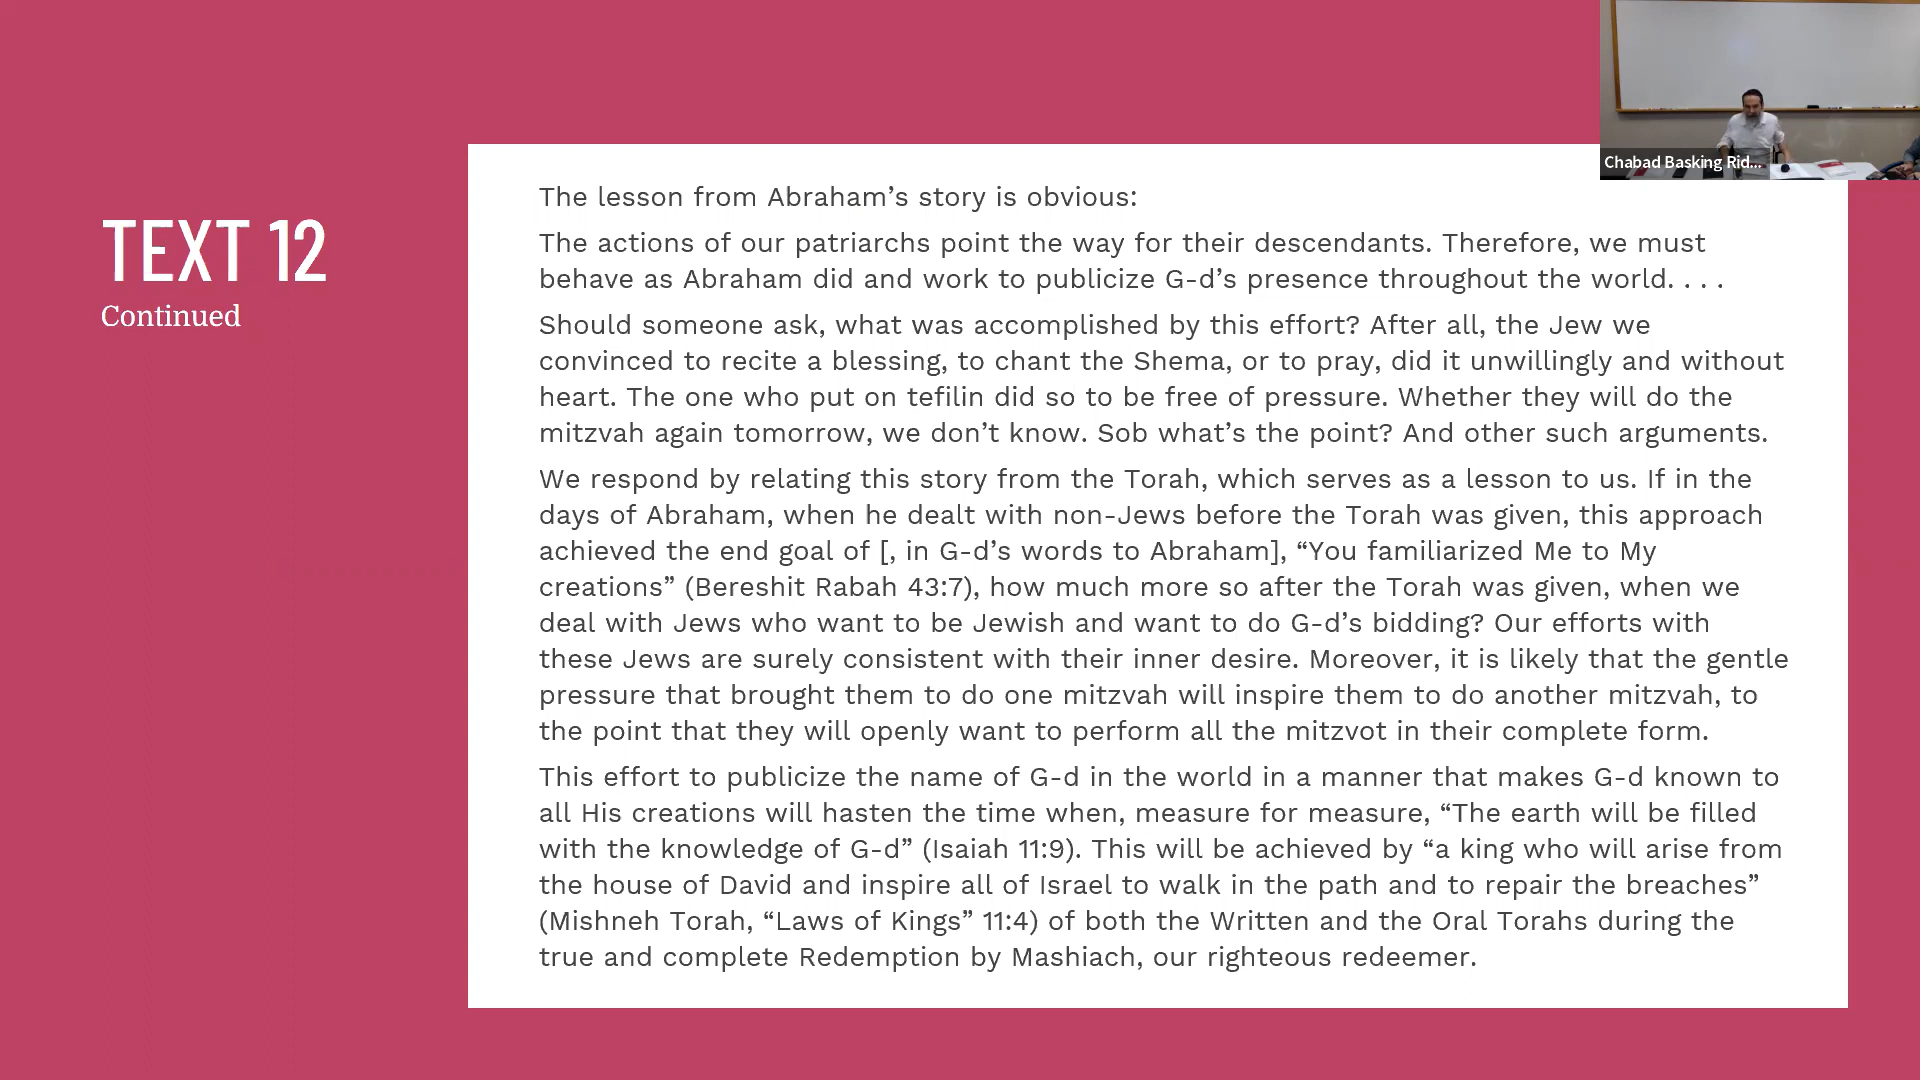 Chabad Basking Rid...
TEXT 12
Continued
The lesson from Abraham’s story is obvious:
The actions of our patriarchs point the way for their descendants. Therefore, we must
behave as Abraham did and work to publicize G-d’s presence throughout the world. . . .
Should someone ask, what was accomplished by this effort? After all, the Jew we
convinced to recite a blessing, to chant the Shema, or to pray, did it unwillingly and without
heart. The one who put on tefilin did so to be free of pressure. Whether they will do the
mitzvah again tomorrow, we don’t know. Sob what’s the point? And other such arguments.
We respond by relating this story from the Torah, which serves as a lesson to us. If in the
days of Abraham, when he dealt with non-Jews before the Torah was given, this approach
achieved the end goal of [, in G-d’s words to Abraham], “You familiarized Me to My
creations” (Bereshit Rabah 43:7), how much more so after the Torah was given, when we
deal with Jews who want to be Jewish and want to do G-d’s bidding? Our efforts with
these Jews are surely consistent with their inner desire. Moreover, it is likely that the gentle
pressure that brought them to do one mitzvah will inspire them to do another mitzvah, to
the point that they will openly want to perform all the mitzvot in their complete form.
This effort to publicize the name of G-d in the world in a manner that makes G-d known to
all His creations will hasten the time when, measure for measure, “The earth will be filled
with the knowledge of G-d” (Isaiah 11:9). This will be achieved by “a king who will arise from
the house of David and inspire all of Israel to walk in the path and to repair the breaches”
(Mishneh Torah, “Laws of Kings” 11:4) of both the Written and the Oral Torahs during the
true and complete Redemption by Mashiach, our righteous redeemer.